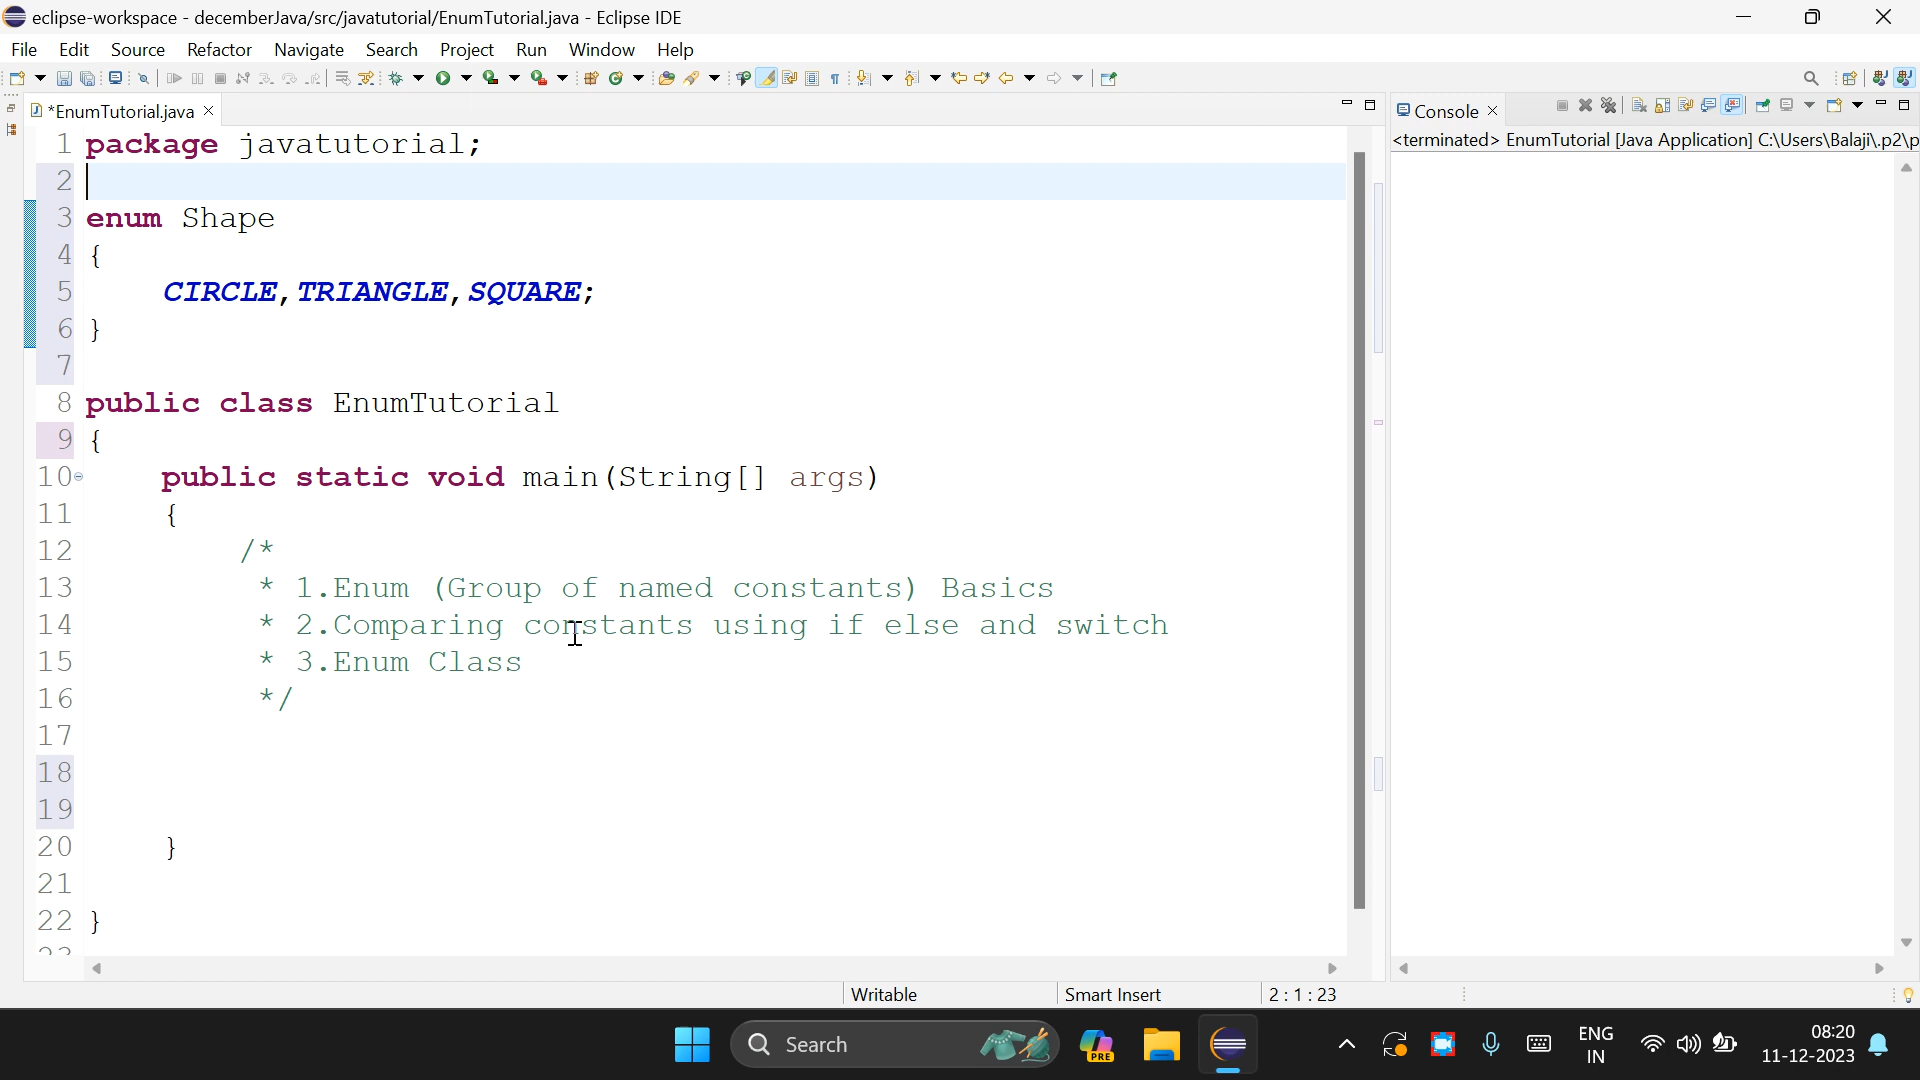 eclipse-workspace - decemberJava/src/javatutorial/EnumTutorial.java - Eclipse IDE
File Edit Source Refactor Navigate Search Project Run Window Help
*EnumTutorial.java
1 package javatutorial;
2
3 enum Shape
4 {
5 CIRCLE,TRIANGLE,SQUARE;
6 }
7
8 public class EnumTutorial
9 {
10 public static void main(String[] args)
11 {
12 /*
13 * 1.Enum (Group of named constants) Basics
14 * 2.Comparing constants using if else and switch
15 * 3.Enum Class
16 */
17
18
19
20 }
21
22 }
Console
<terminated> EnumTutorial [Java Application] C:\Users\Balaji\.p2\p
Writable Smart Insert 2 : 1 : 23
Search
PRE
ENG
IN
08:20
11-12-2023